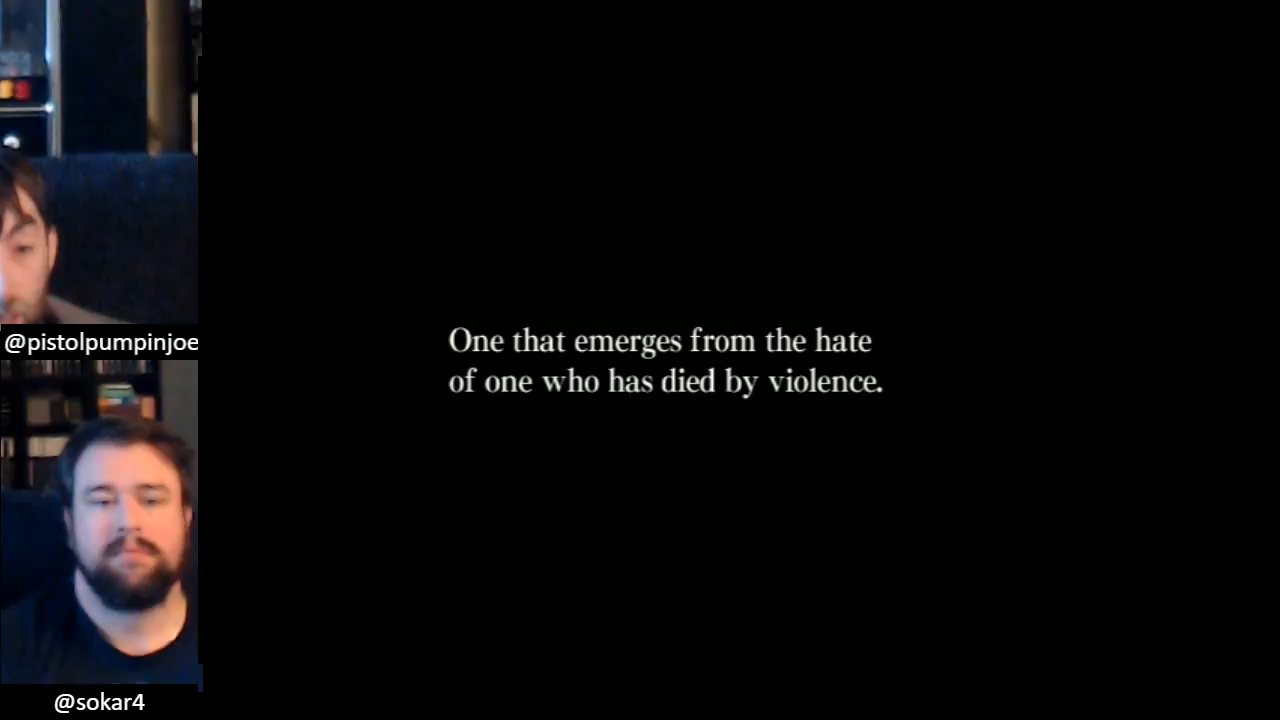 @pistolpumpinjoe
One that emerges from the hate
of one who has died by violence.
@sokar4